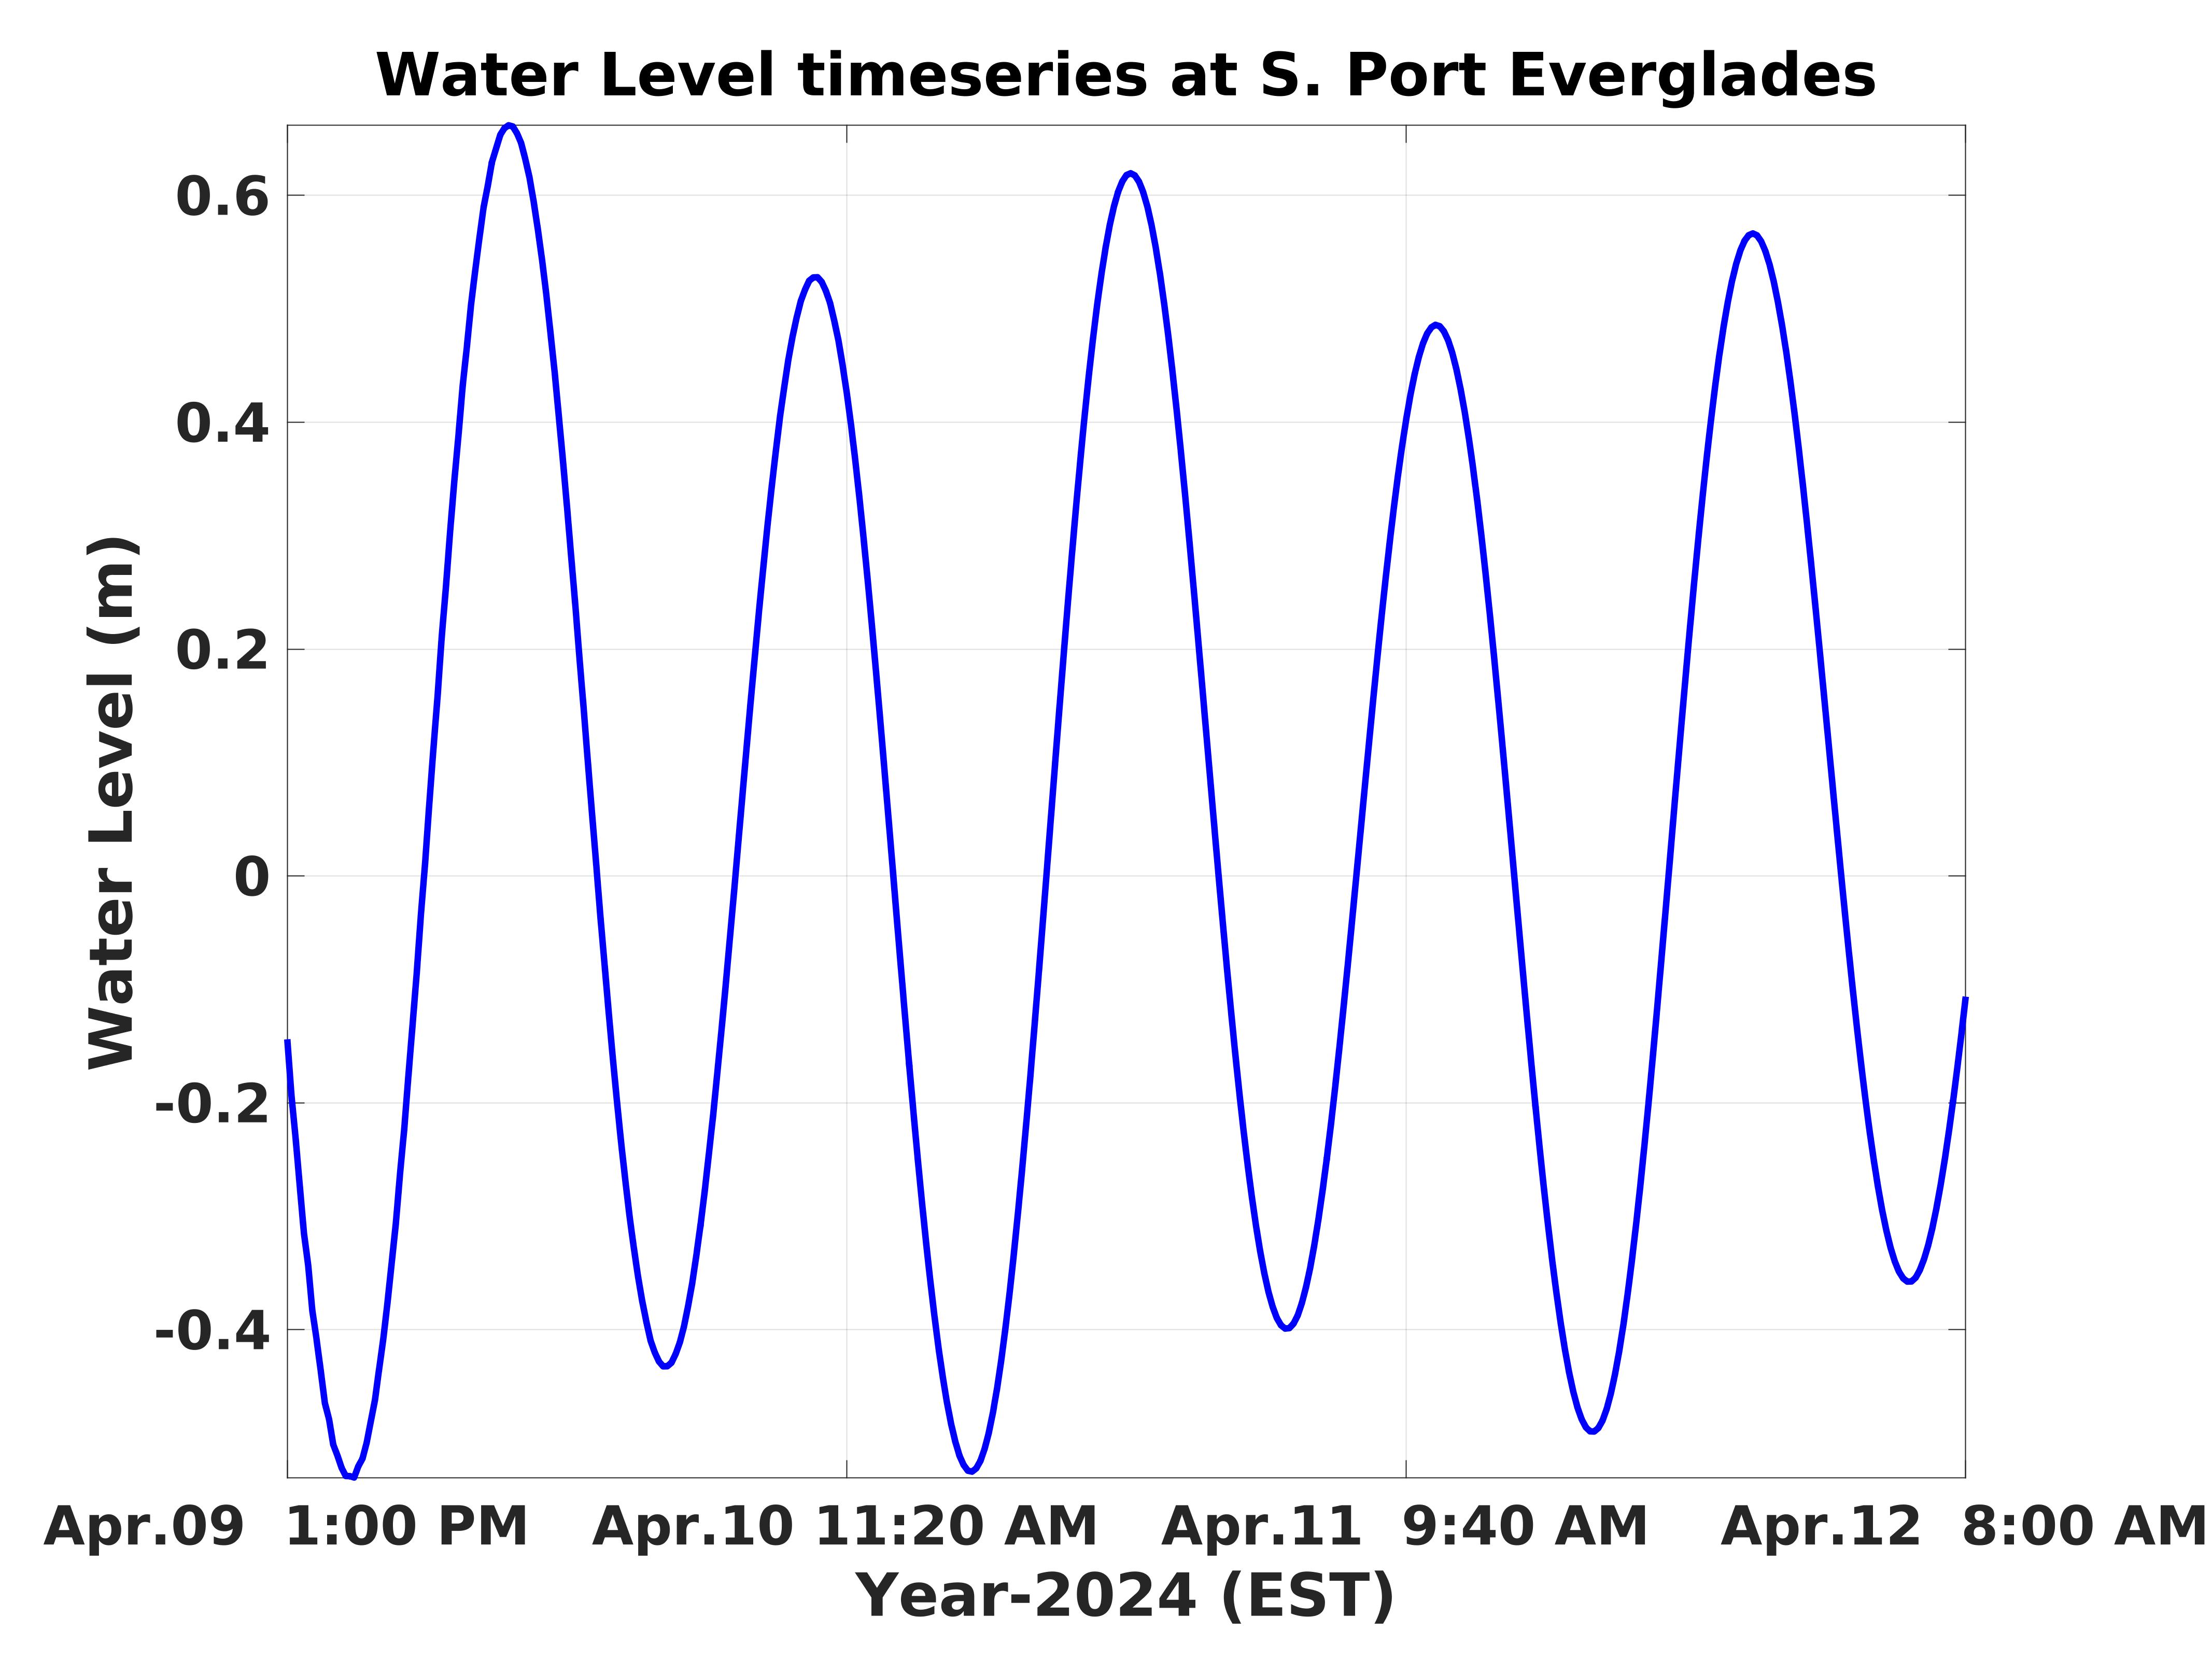 Water Level timeseries at S. Port Everglades
0.6
0.4
0.2
0
-0.2
-0.4
Water Level (m)
Apr.09 1:00 PM Apr.10 11:20 AM Apr.11 9:40 AM Apr.12 8:00 AM
Year-2024 (EST)